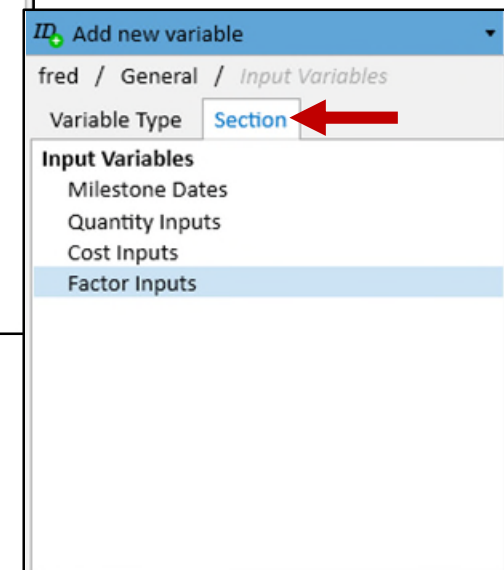 ID Add new variable
fred / General / Input Variables
Variable Type Section
Input Variables
Milestone Dates
Quantity Inputs
Cost Inputs
Factor Inputs